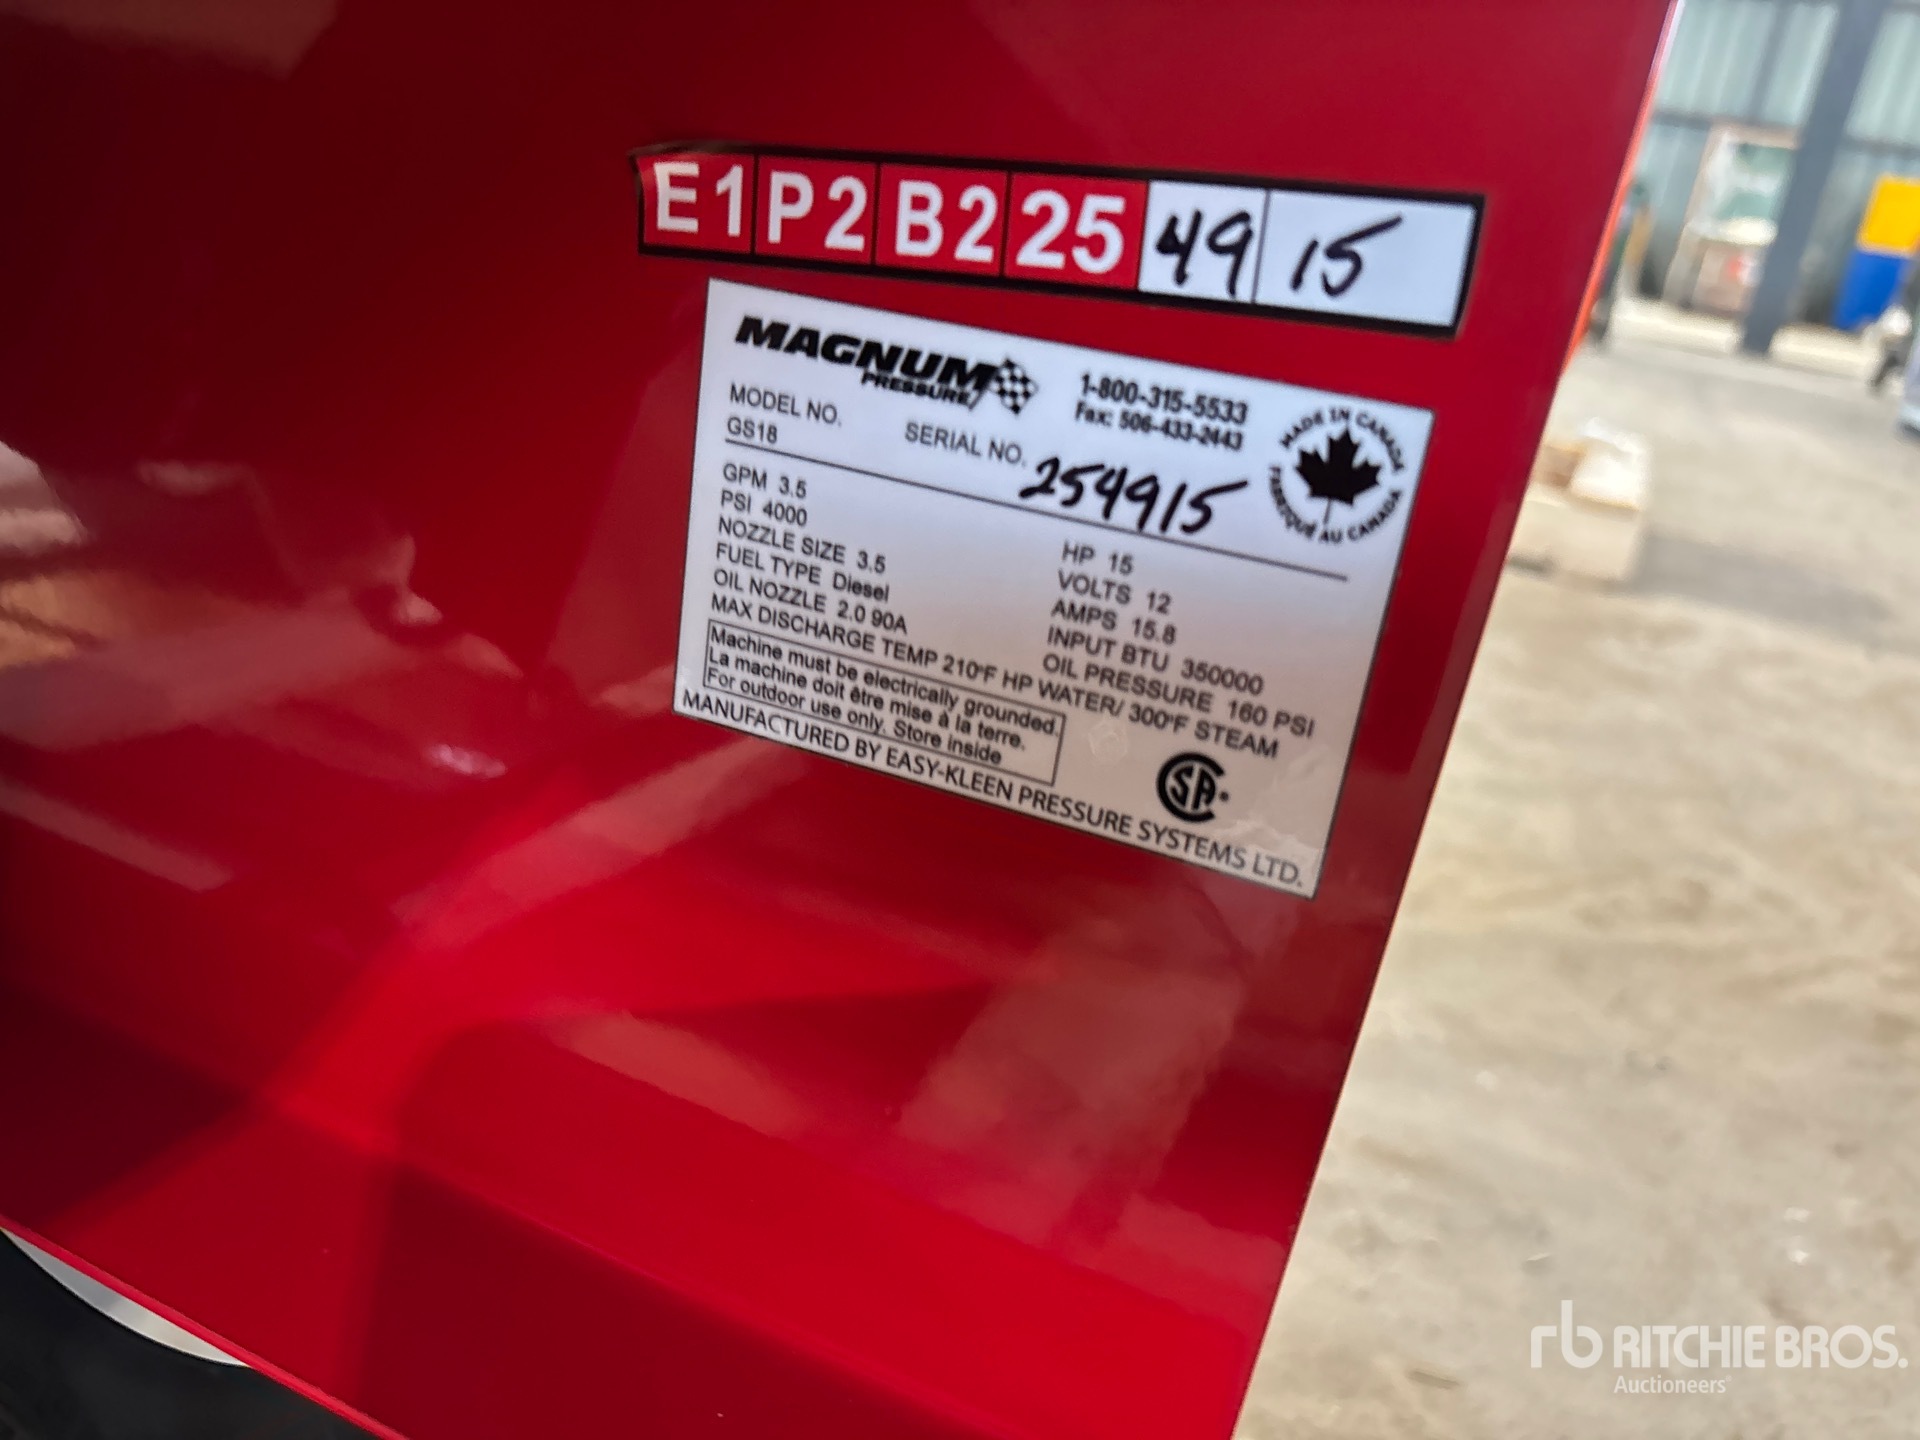 E1 P2 B2 25 49 15
MAGNUM
PRESSURE
1-800-315-5533
Fax: 506-433-2443
MADE IN CANADA
FABRIQUÉ AU CANADA
MODEL NO.
GS18
SERIAL NO. 254915
GPM 3.5
PSI 4000
NOZZLE SIZE 3.5
FUEL TYPE Diesel
OIL NOZZLE 2.0 90A
HP 15
VOLTS 12
AMPS 15.8
INPUT BTU 350000
OIL PRESSURE 160 PSI
MAX DISCHARGE TEMP 210°F HP WATER/ 300°F STEAM
Machine must be electrically grounded.
La machine doit être mise à la terre.
For outdoor use only. Store inside
MANUFACTURED BY EASY-KLEEN PRESSURE SYSTEMS LTD.
rb RITCHIE BROS.
Auctioneers